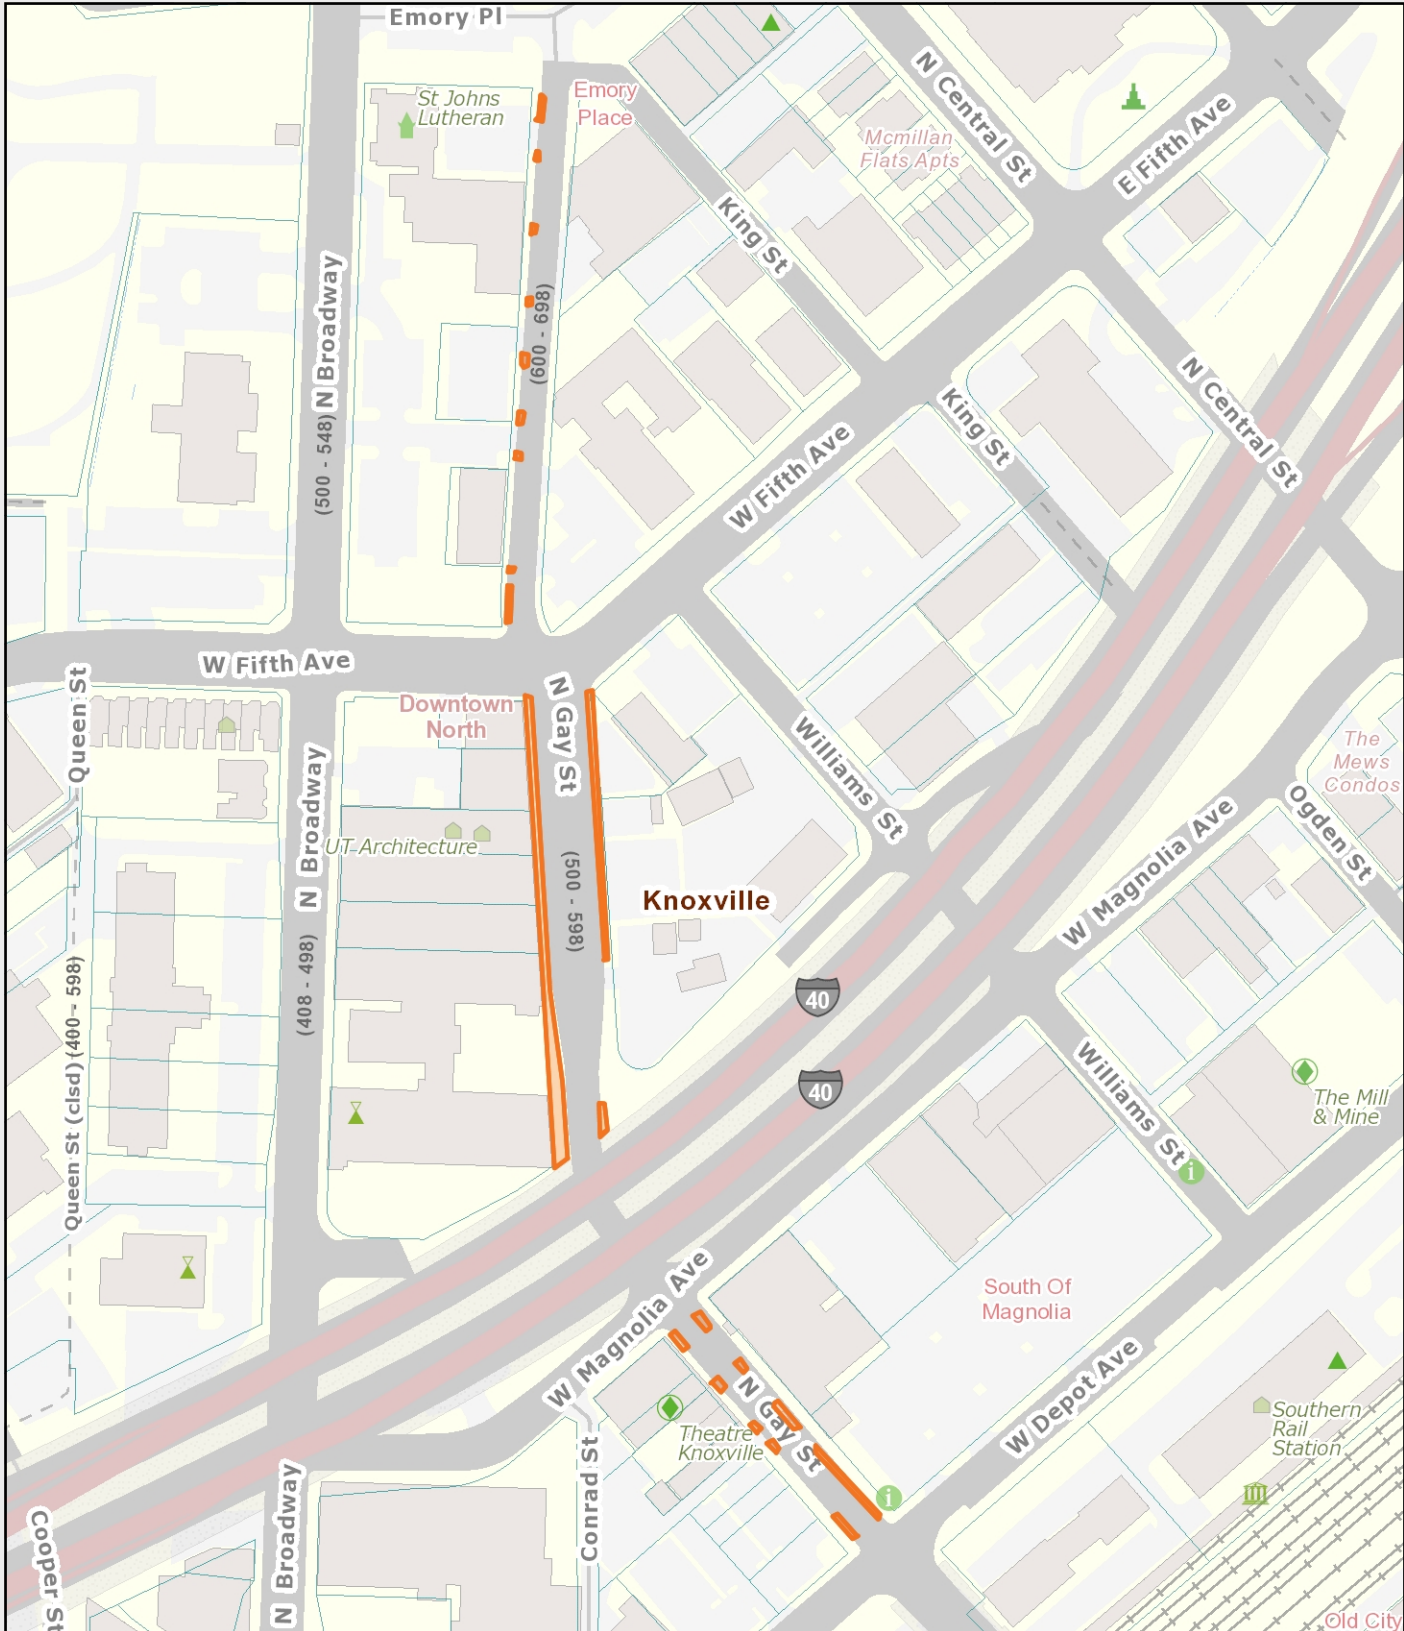 Emory Pl
St Johns
Lutheran
Emory
Place
N Central St
Mcmillan
Flats Apts
E Fifth Ave
King St
N Broadway
(500 - 548)
(600 - 698)
N Central St
King St
W Fifth Ave
W Fifth Ave
Queen St
Downtown
North
N Gay St
Williams St
The
Mews
Condos
Ogden St
N Broadway
UT Architecture
(500 - 598)
Knoxville
W Magnolia Ave
(408 - 498)
Queen St (clsd) (400 - 598)
40
40
Williams St
The Mill
& Mine
i
W Magnolia Ave
South Of
Magnolia
W Depot Ave
N Gay St
Theatre
Knoxville
Southern
Rail
Station
i
Conrad St
N Broadway
Cooper St
Old City